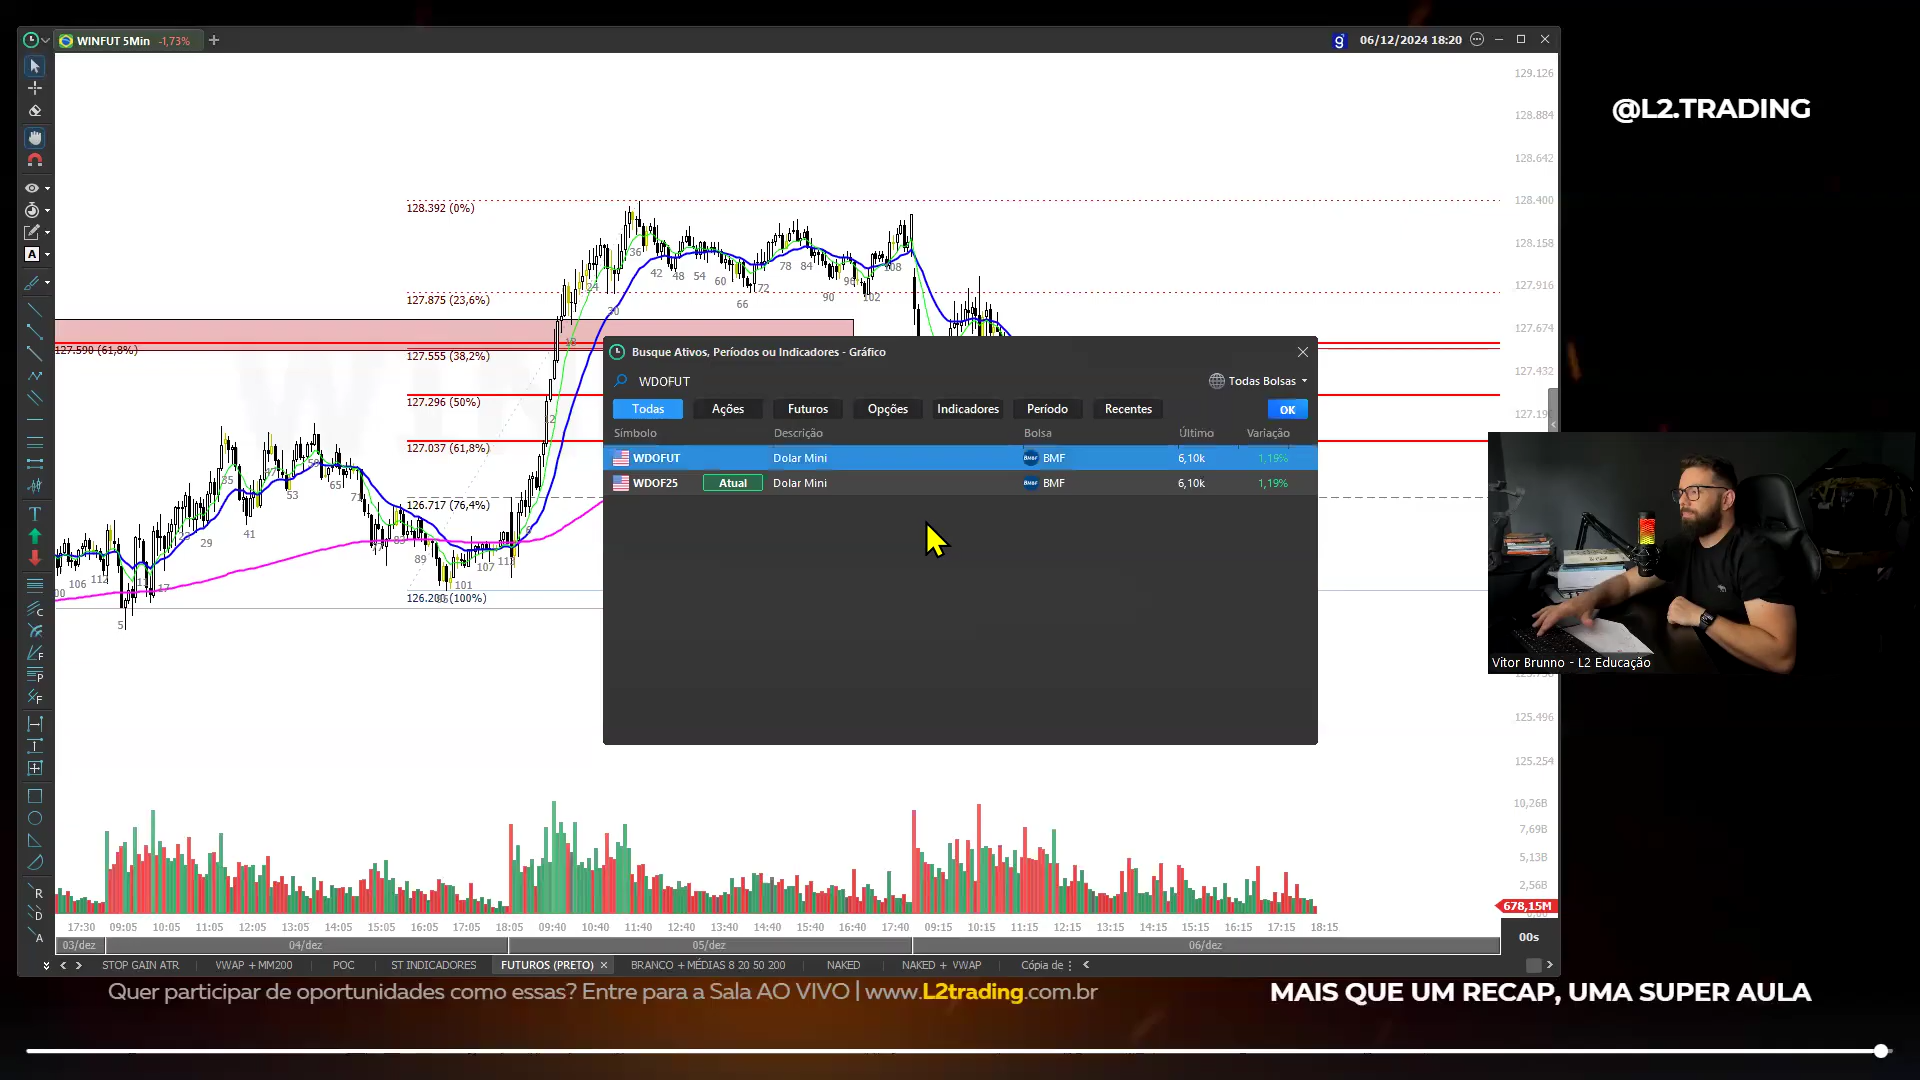 WINFUT 5Min -1,73%
06/12/2024 18:20
@L2.TRADING
129.126
128.884
128.642
128.400
128.158
127.916
127.674
127.432
125.496
125.254
10,26B
7,69B
5,13B
2,56B
678,15M
00s
128.392 (0%)
127.875 (23,6%)
127.590 (61,8%)
127.555 (38,2%)
127.296 (50%)
127.037 (61,8%)
126.717 (76,4%)
126.200 (100%)
Busque Ativos, Períodos ou Indicadores - Gráfico
WDOFUT
Todas Bolsas
Todas Ações Futuros Opções Indicadores Período Recentes OK
Símbolo Descrição Bolsa Último Variação
WDOFUT Dolar Mini BMF 6,10k 1,19%
WDOF25 Atual Dolar Mini BMF 6,10k 1,19%
Vitor Brunno - L2 Educação
17:30 09:05 10:05 11:05 12:05 13:05 14:05 15:05 16:05 17:05 18:05 09:40 10:40 11:40 12:40 13:40 14:40 15:40 16:40 17:40 09:15 10:15 11:15 12:15 13:15 14:15 15:15 16:15 17:15 18:15
03/dez 04/dez 05/dez 06/dez
STOP GAIN ATR VWAP + MM200 POC ST INDICADORES FUTUROS (PRETO) BRANCO + MÉDIAS 8 20 50 200 NAKED NAKED + VWAP Cópia de
Quer participar de oportunidades como essas? Entre para a Sala AO VIVO | www.L2trading.com.br
MAIS QUE UM RECAP, UMA SUPER AULA